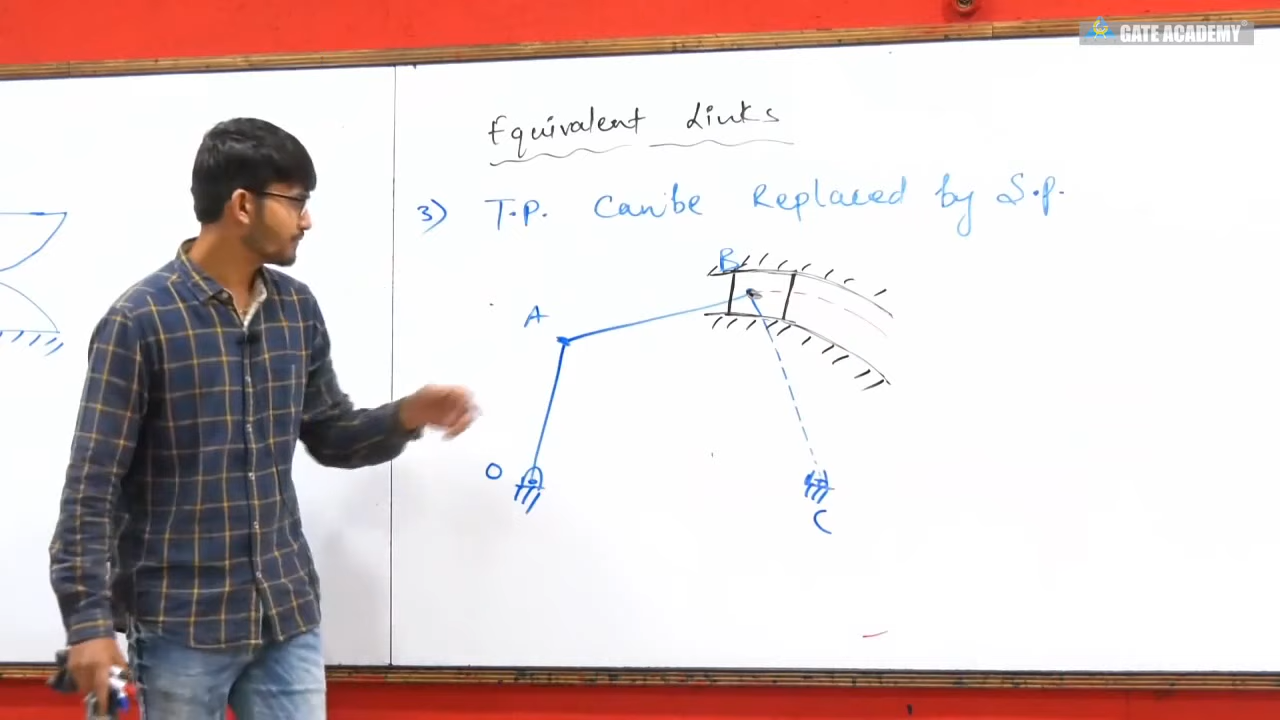 GATE ACADEMY
Equivalent Links
3) T.P. Can be Replaced by S.P.
B
A
O
C